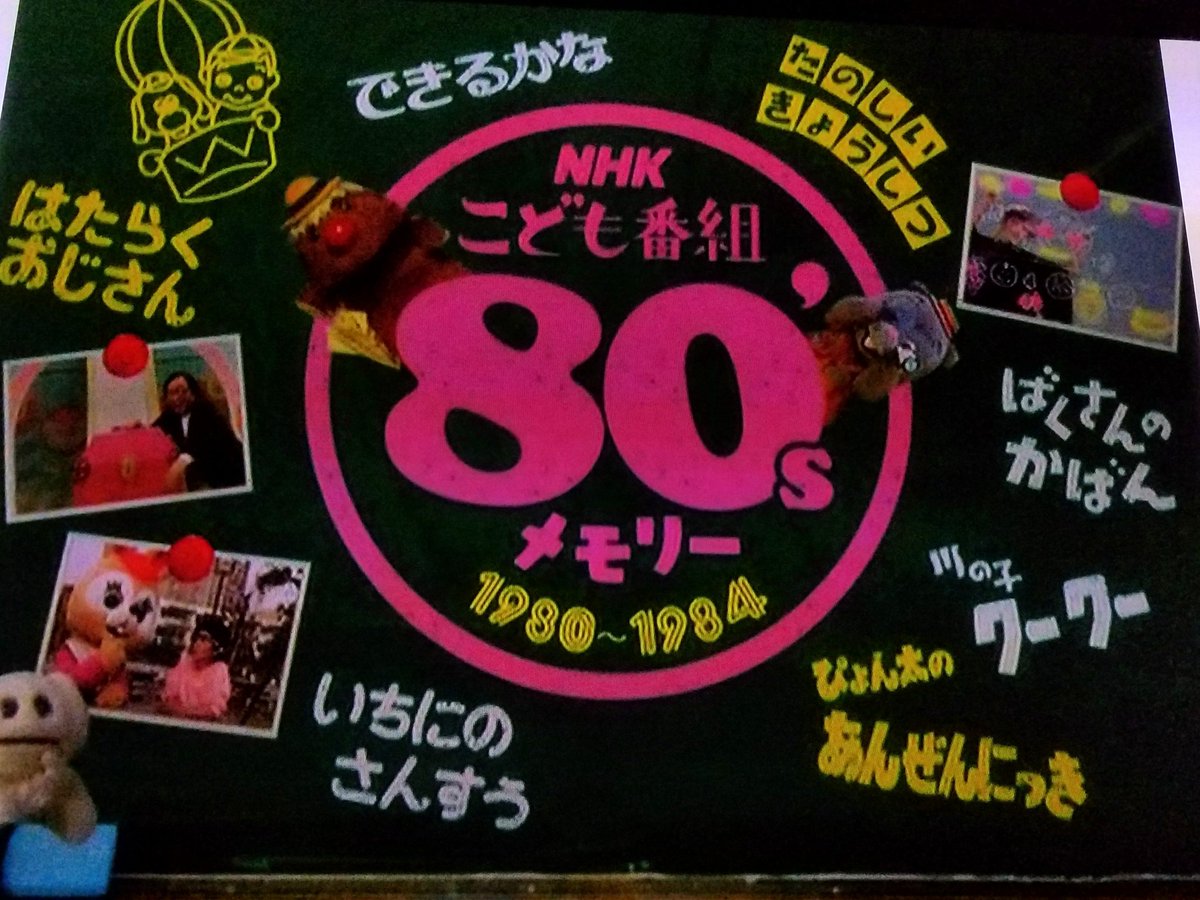 できるかな
たのしい
きょうしつ
NHK
こども番組
はたらく
おじさん
80's
メモリー
1980~1984
ばくさんの
かばん
川の子
クークー
ぴょん太の
あんぜんにっき
いちにの
さんすう